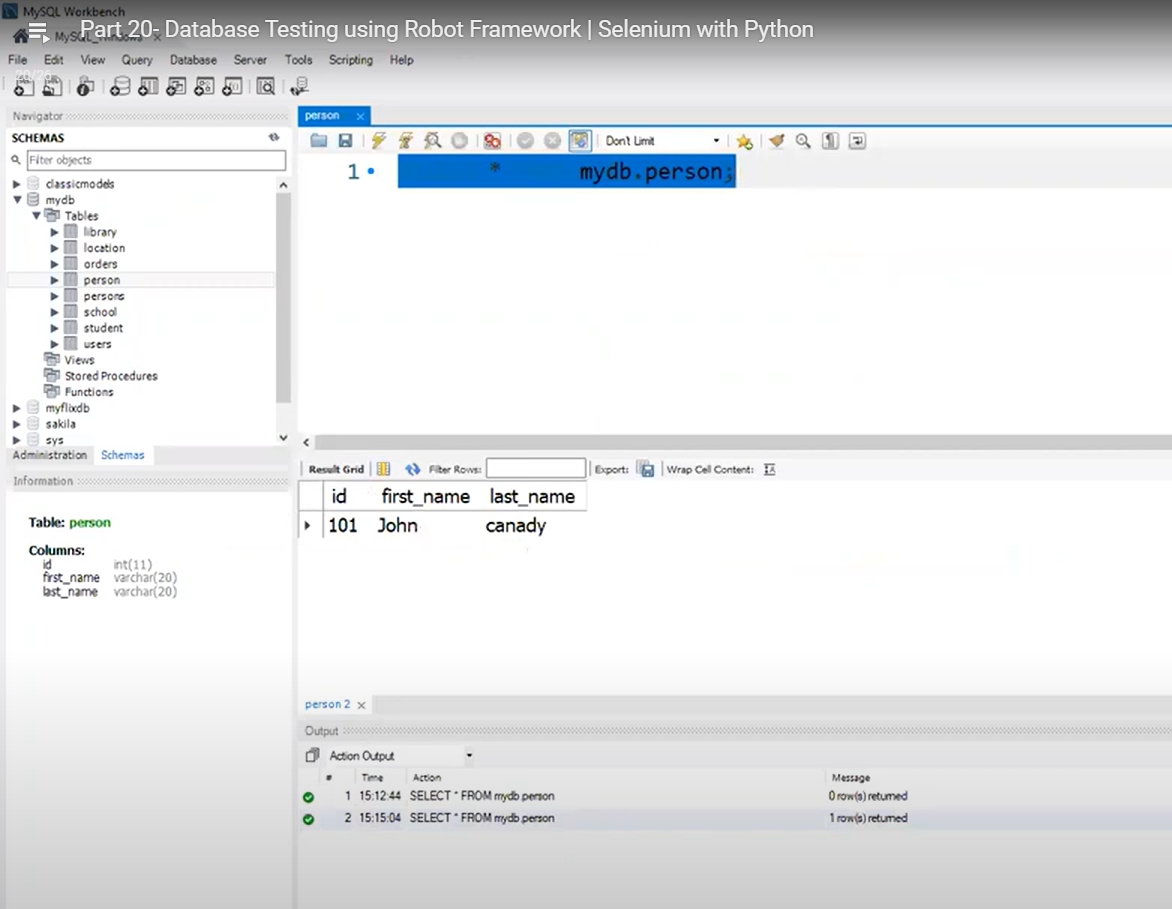 MySQL Workbench
Part 20- Database Testing using Robot Framework | Selenium with Python
File Edit View Query Database Server Tools Scripting Help
Navigator
SCHEMAS
Filter objects
classicmodels
mydb
Tables
library
location
orders
person
persons
school
student
users
Views
Stored Procedures
Functions
myflixdb
sakila
sys
Administration Schemas
Information
Table: person
Columns:
id int(11)
first_name varchar(20)
last_name varchar(20)
person
Don't Limit
1 * mydb.person;
Result Grid Filter Rows: Export: Wrap Cell Content:
id first_name last_name
101 John canady
person 2
Output
Action Output
# Time Action Message
1 15:12:44 SELECT * FROM mydb.person 0 row(s) returned
2 15:15:04 SELECT * FROM mydb.person 1 row(s) returned